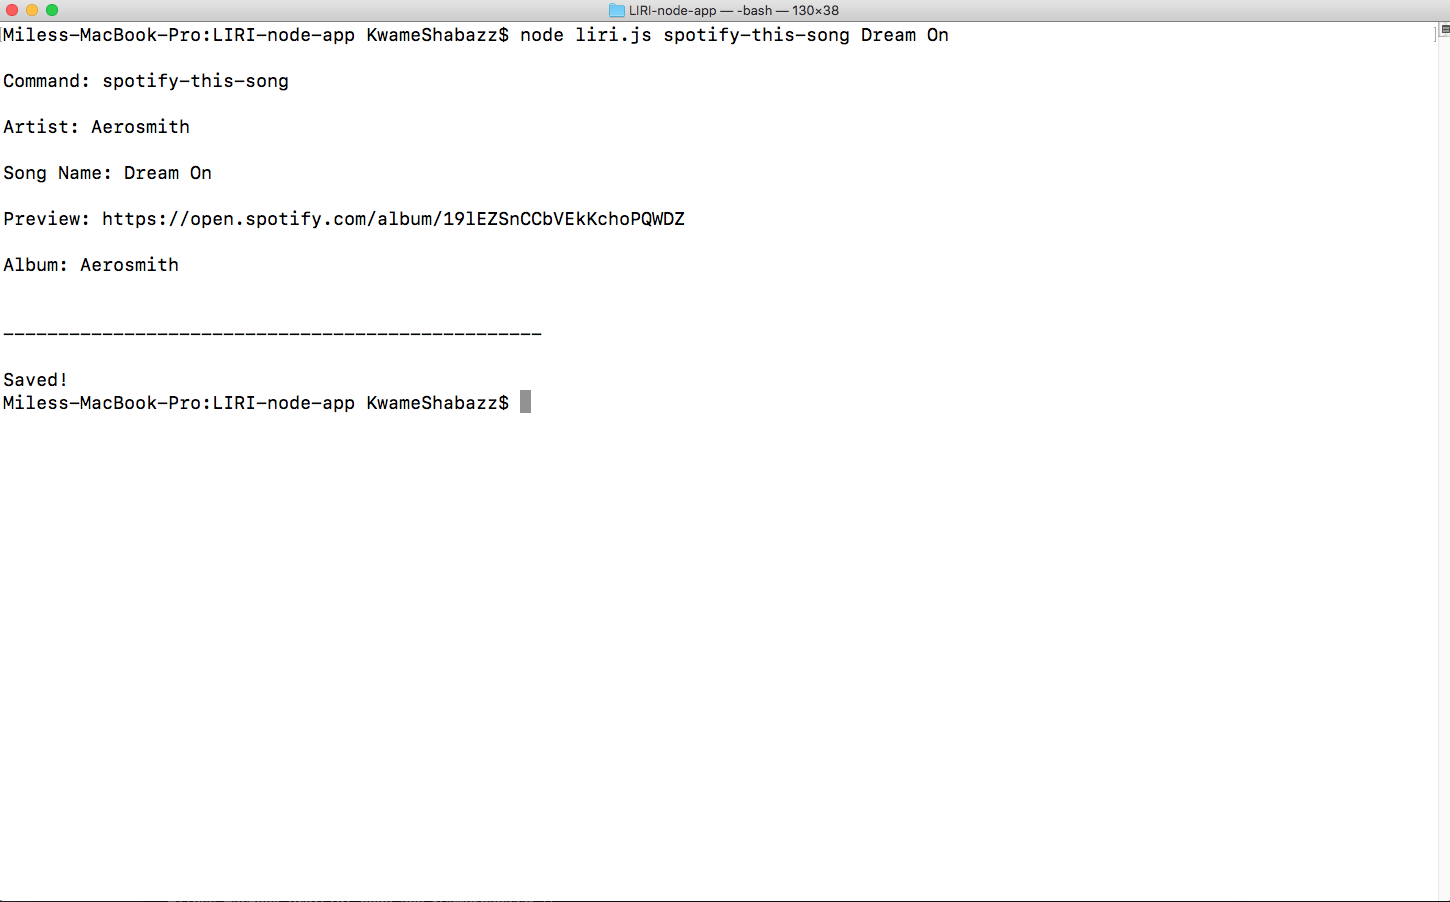 LIRI-node-app — -bash — 130×38
Miless-MacBook-Pro:LIRI-node-app KwameShabazz$ node liri.js spotify-this-song Dream On
Command: spotify-this-song
Artist: Aerosmith
Song Name: Dream On
Preview: https://open.spotify.com/album/19lEZSnCCbVEkKchoPQWDZ
Album: Aerosmith
-------------------------------------------------
Saved!
Miless-MacBook-Pro:LIRI-node-app KwameShabazz$